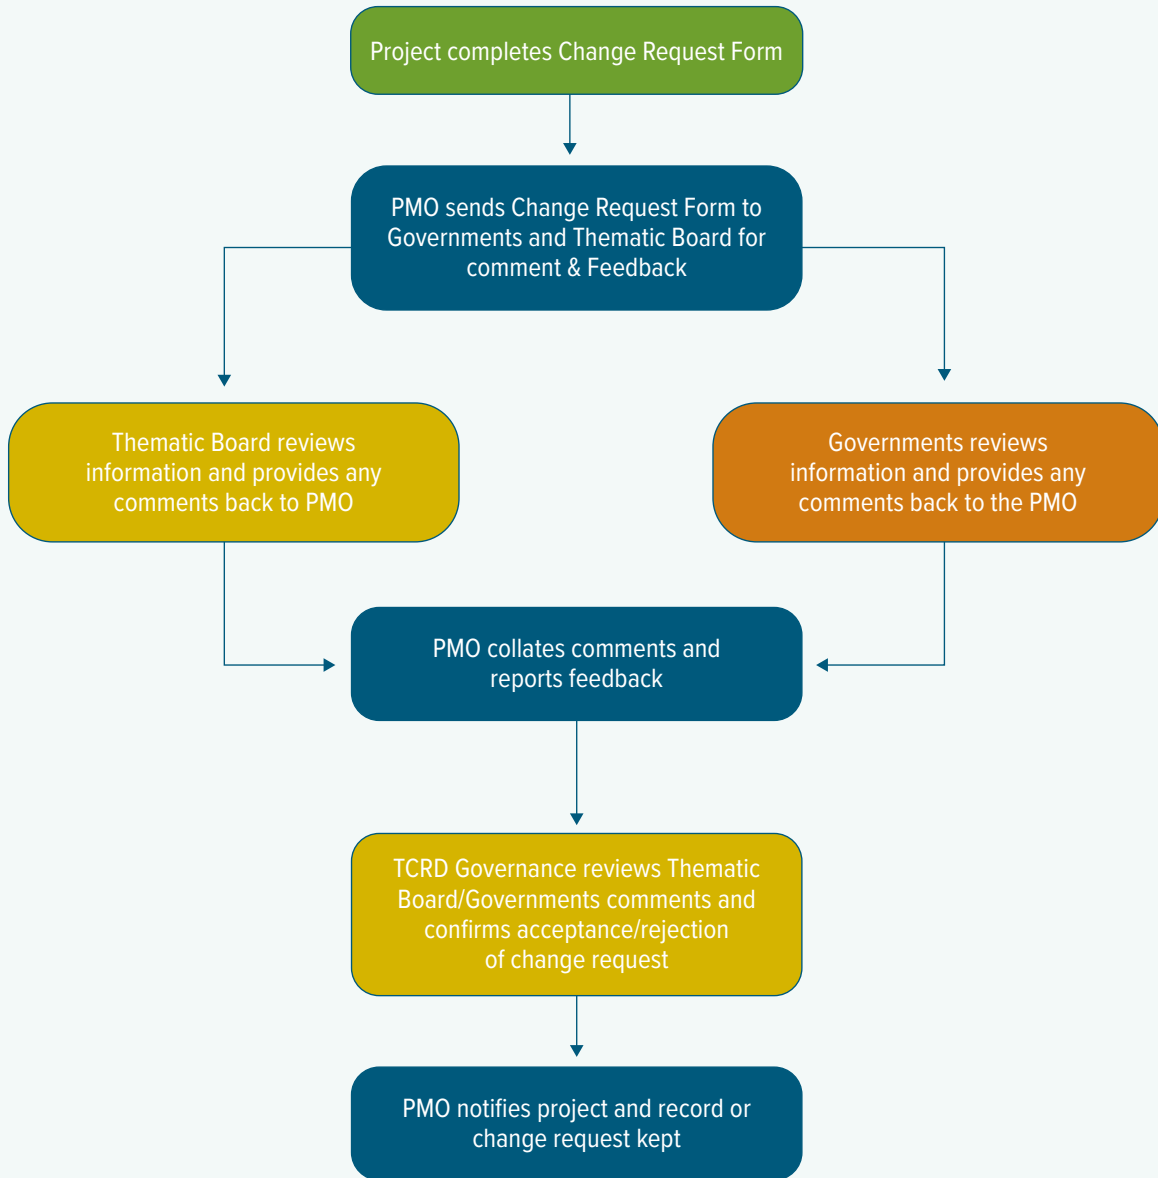 Project completes Change Request Form
PMO sends Change Request Form to
Governments and Thematic Board for
comment & Feedback
Thematic Board reviews
information and provides any
comments back to PMO
Governments reviews
information and provides any
comments back to the PMO
PMO collates comments and
reports feedback
TCRD Governance reviews Thematic
Board/Governments comments and
confirms acceptance/rejection
of change request
PMO notifies project and record or
change request kept